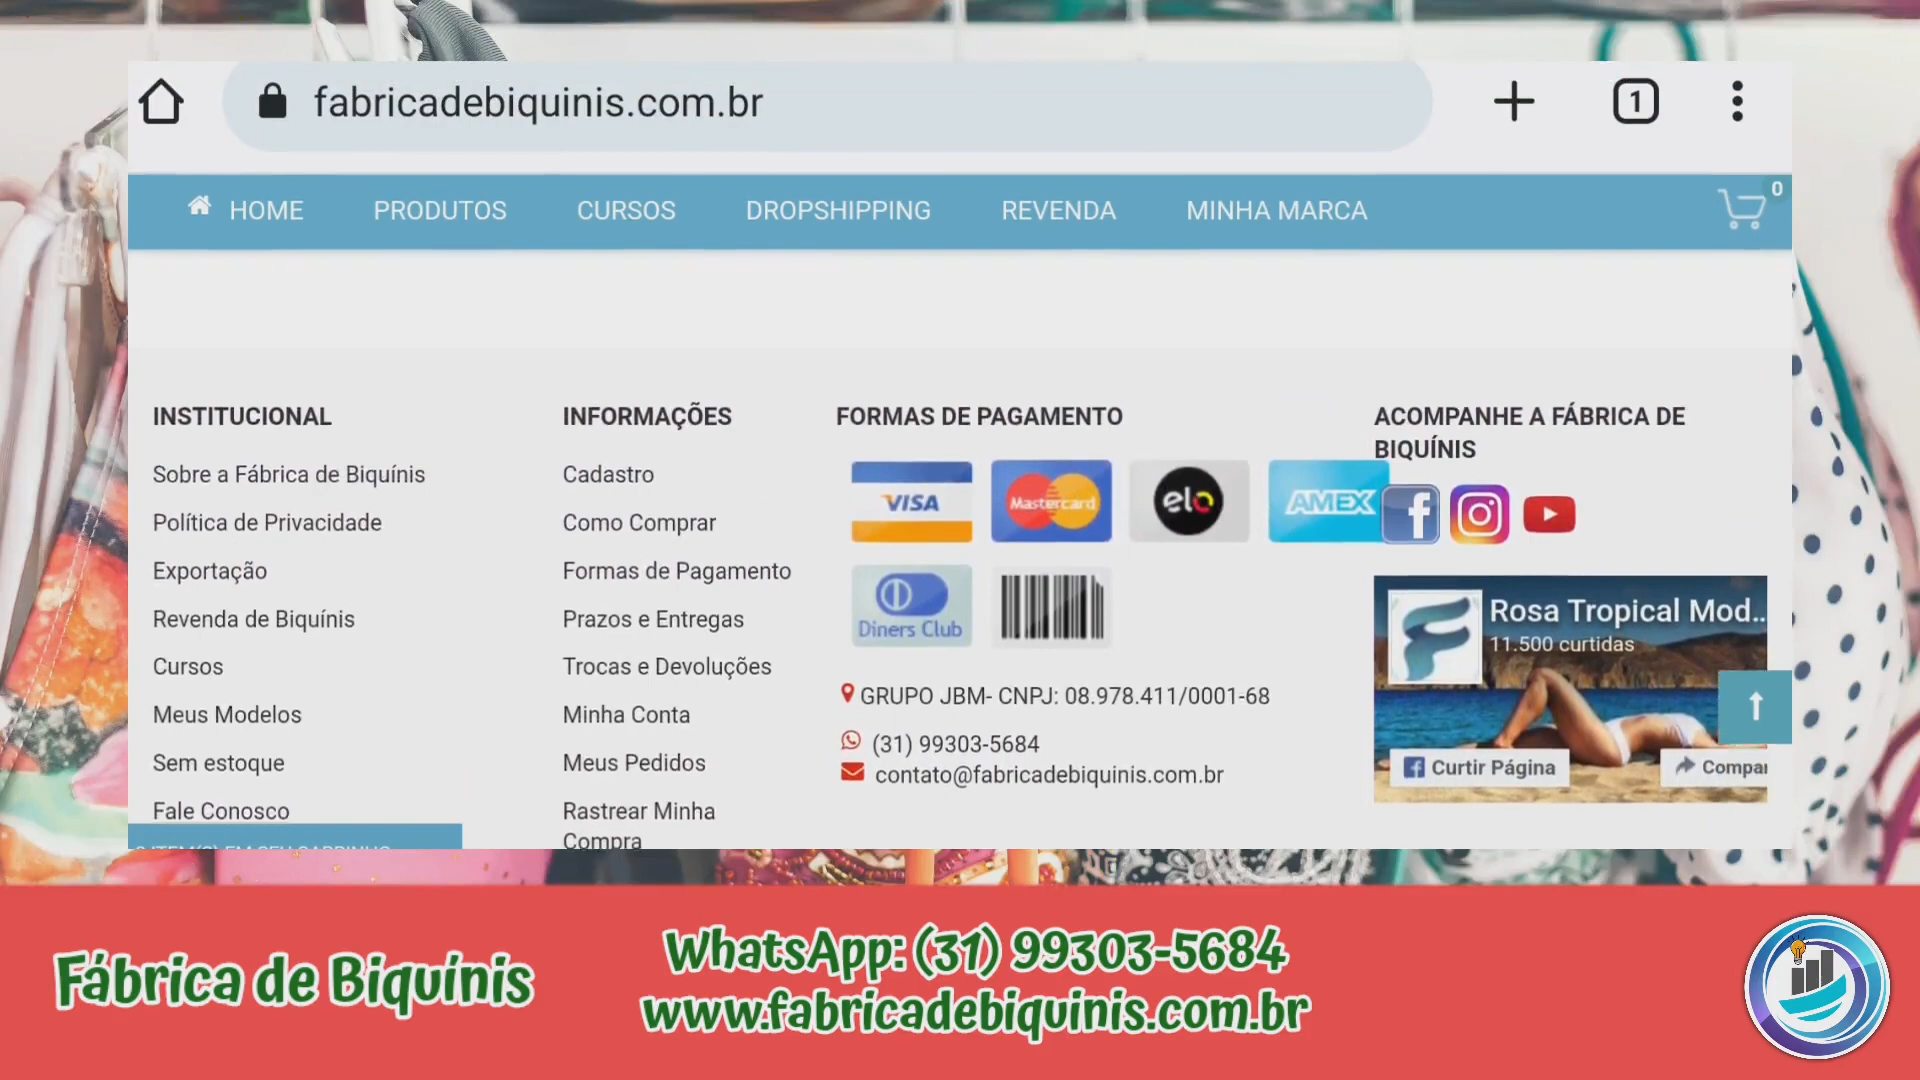 fabricadebiquinis.com.br
1
HOME
PRODUTOS
CURSOS
DROPSHIPPING
REVENDA
MINHA MARCA
0
INSTITUCIONAL
Sobre a Fábrica de Biquínis
Política de Privacidade
Exportação
Revenda de Biquínis
Cursos
Meus Modelos
Sem estoque
Fale Conosco
INFORMAÇÕES
Cadastro
Como Comprar
Formas de Pagamento
Prazos e Entregas
Trocas e Devoluções
Minha Conta
Meus Pedidos
Rastrear Minha
Compra
FORMAS DE PAGAMENTO
VISA
Mastercard
elo
AMEX
Diners Club
GRUPO JBM- CNPJ: 08.978.411/0001-68
(31) 99303-5684
contato@fabricadebiquinis.com.br
ACOMPANHE A FÁBRICA DE
BIQUÍNIS
Rosa Tropical Mod...
11.500 curtidas
Curtir Página
Compar
Fábrica de Biquínis
WhatsApp: (31) 99303-5684
www.fabricadebiquinis.com.br